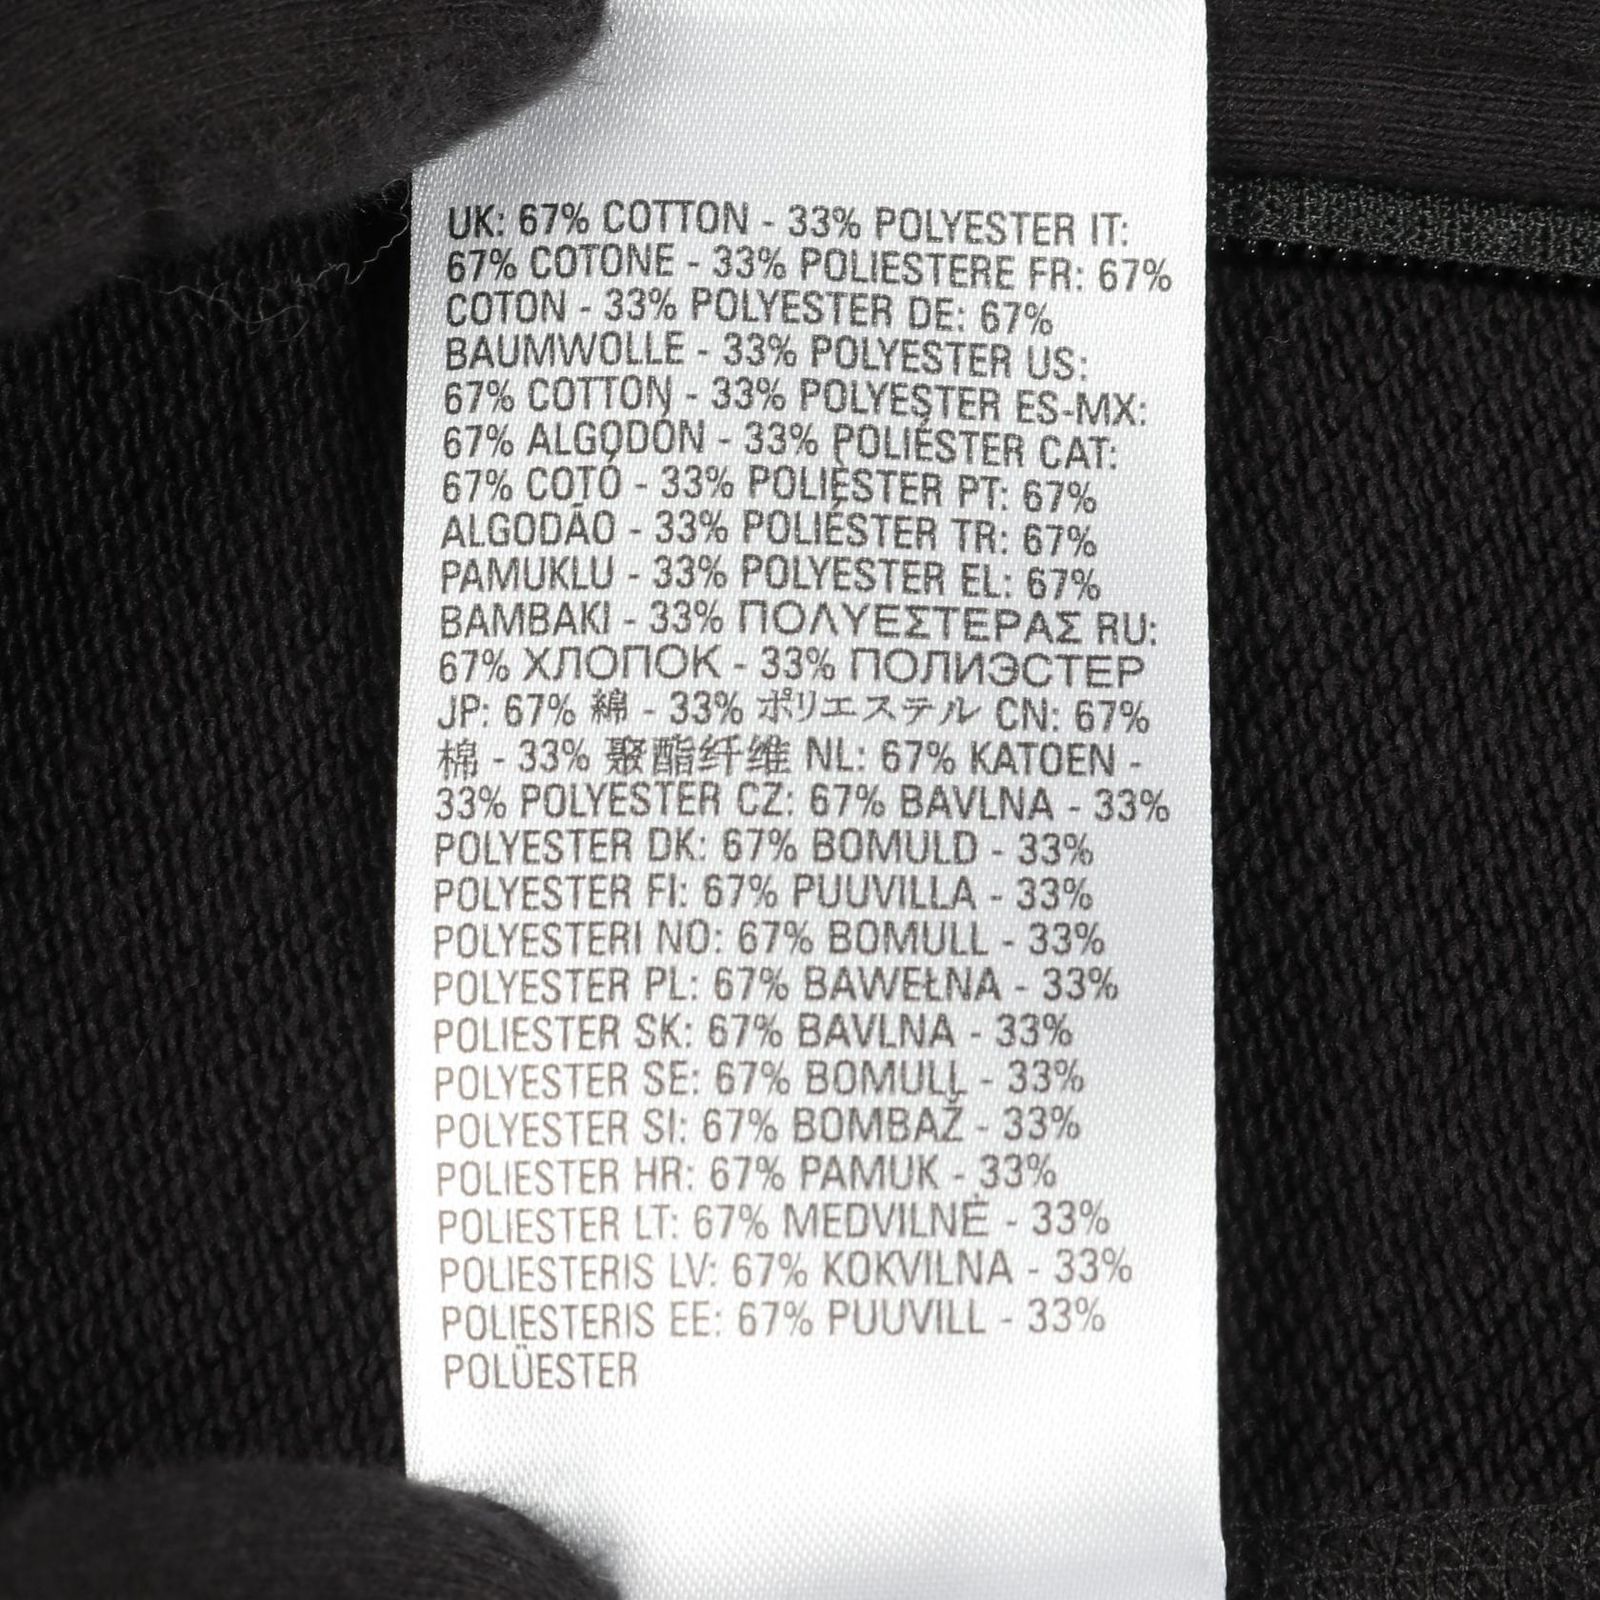 UK: 67% COTTON - 33% POLYESTER IT:
67% COTONE - 33% POLIESTERE FR: 67%
COTON - 33% POLYESTER DE: 67%
BAUMWOLLE - 33% POLYESTER US:
67% COTTON - 33% POLYESTER ES-MX:
67% ALGODÓN - 33% POLIÉSTER CAT:
67% COTÓ - 33% POLIÈSTER PT: 67%
ALGODÃO - 33% POLIÉSTER TR: 67%
PAMUKLU - 33% POLYESTER EL: 67%
BAMBAKI - 33% ΠΟΛΥΕΣΤΕΡΑΣ RU:
67% ХЛОПОК - 33% ПОЛИЭСТЕР
JP: 67% 綿 - 33% ポリエステル CN: 67%
棉 - 33% 聚酯纤维 NL: 67% KATOEN -
33% POLYESTER CZ: 67% BAVLNA - 33%
POLYESTER DK: 67% BOMULD - 33%
POLYESTER FI: 67% PUUVILLA - 33%
POLYESTERI NO: 67% BOMULL - 33%
POLYESTER PL: 67% BAWEŁNA - 33%
POLIESTER SK: 67% BAVLNA - 33%
POLYESTER SE: 67% BOMULL - 33%
POLYESTER SI: 67% BOMBAŽ - 33%
POLIESTER HR: 67% PAMUK - 33%
POLIESTER LT: 67% MEDVILNĖ - 33%
POLIESTERIS LV: 67% KOKVILNA - 33%
POLIESTERIS EE: 67% PUUVILL - 33%
POLÜESTER